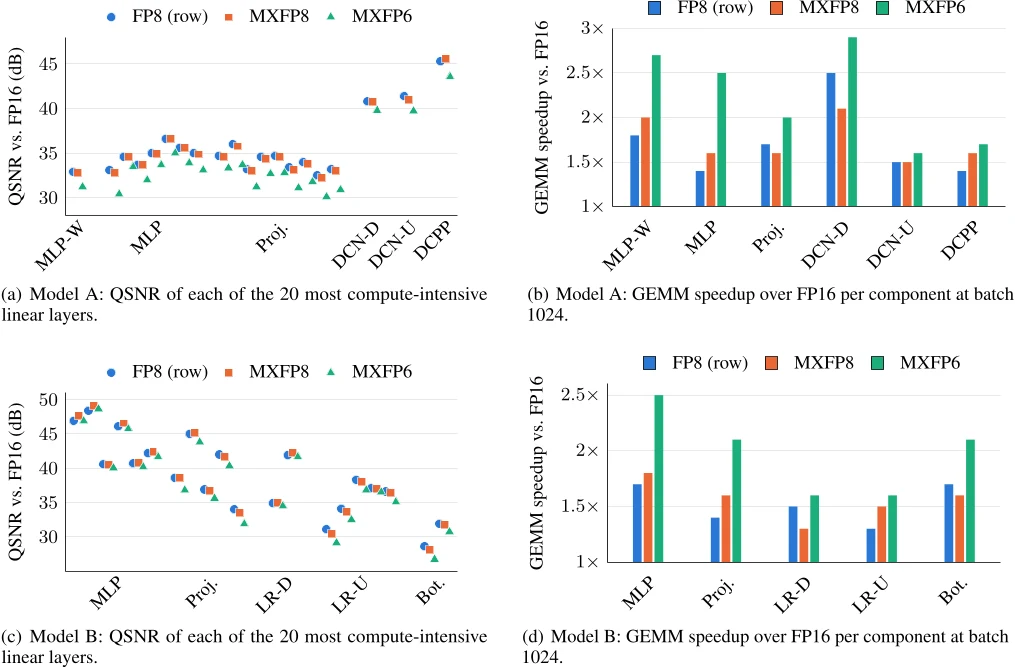 FP8 (row) MXFP8 MXFP6
QSNR vs. FP16 (dB)
45
40
35
30
MLP-W MLP Proj. DCN-D DCN-U DCPP
(a) Model A: QSNR of each of the 20 most compute-intensive
linear layers.
FP8 (row) MXFP8 MXFP6
GEMM speedup vs. FP16
3×
2.5×
2×
1.5×
1×
MLP-W MLP Proj. DCN-D DCN-U DCPP
(b) Model A: GEMM speedup over FP16 per component at batch
1024.
FP8 (row) MXFP8 MXFP6
QSNR vs. FP16 (dB)
50
45
40
35
30
MLP Proj. LR-D LR-U Bot.
(c) Model B: QSNR of each of the 20 most compute-intensive
linear layers.
FP8 (row) MXFP8 MXFP6
GEMM speedup vs. FP16
2.5×
2×
1.5×
1×
MLP Proj. LR-D LR-U Bot.
(d) Model B: GEMM speedup over FP16 per component at batch
1024.